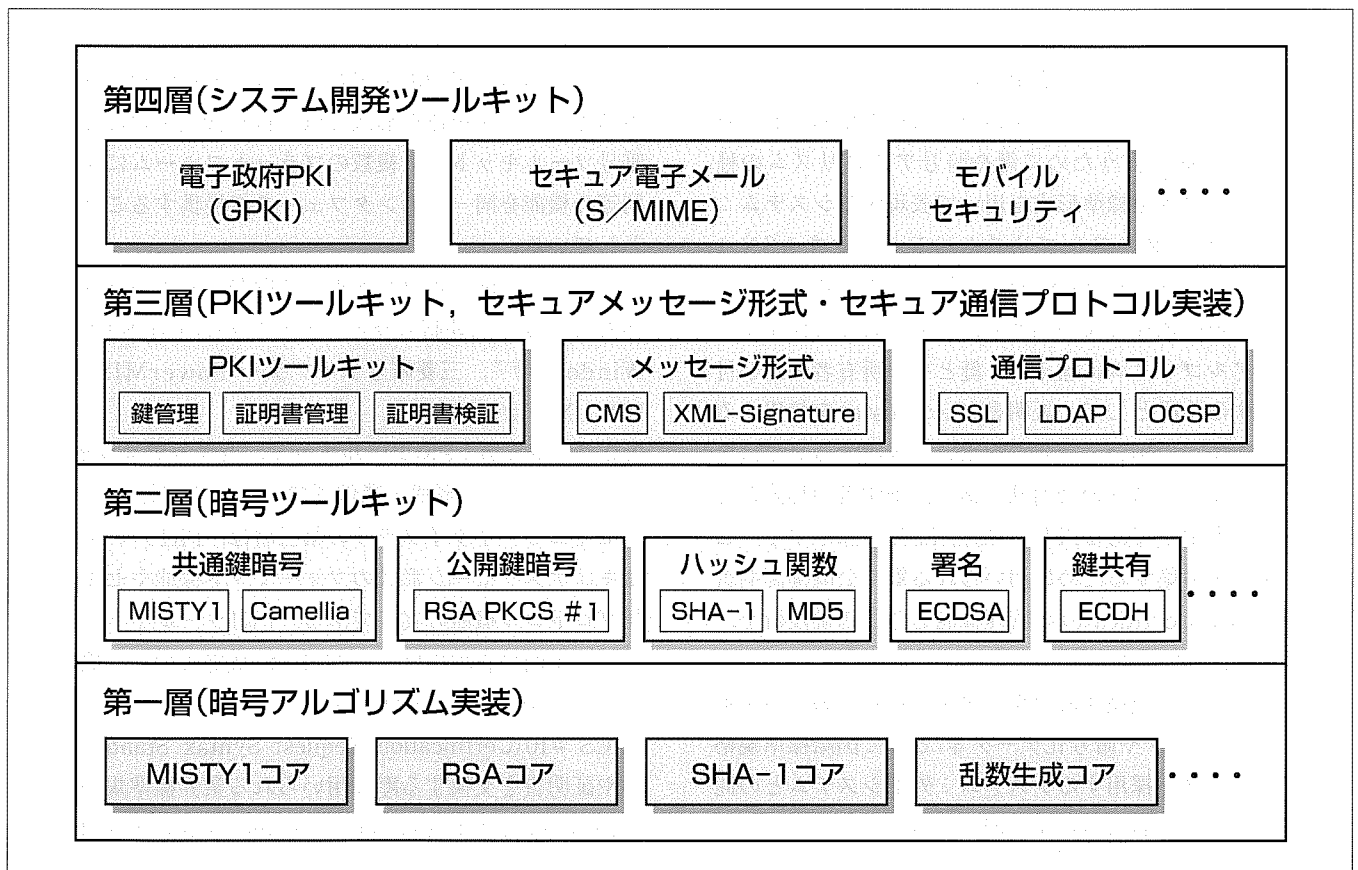 第四層(システム開発ツールキット)
電子政府PKI
(GPKI)
セキュア電子メール
(S/MIME)
モバイル
セキュリティ
・・・・
第三層(PKIツールキット，セキュアメッセージ形式・セキュア通信プロトコル実装)
PKIツールキット
鍵管理 証明書管理 証明書検証
メッセージ形式
CMS XML-Signature
通信プロトコル
SSL LDAP OCSP
第二層(暗号ツールキット)
共通鍵暗号
MISTY1 Camellia
公開鍵暗号
RSA PKCS #1
ハッシュ関数
SHA-1 MD5
署名
ECDSA
鍵共有
ECDH
・・・・
第一層(暗号アルゴリズム実装)
MISTY1コア
RSAコア
SHA-1コア
乱数生成コア
・・・・